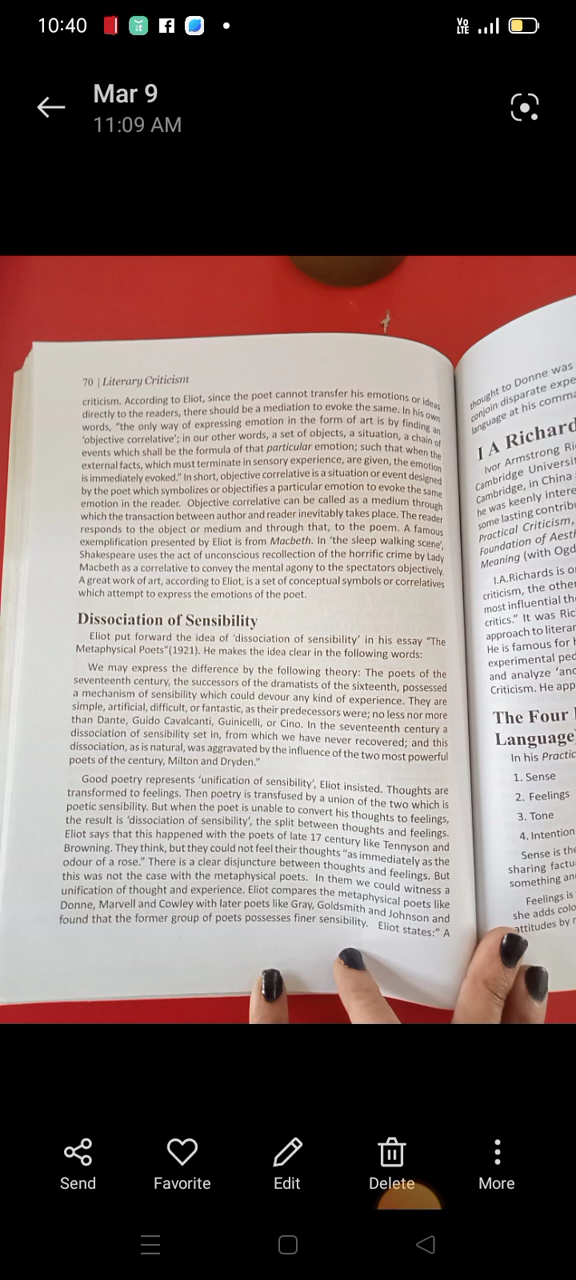 10:40
Vo LTE
Mar 9
11:09 AM
70 | Literary Criticism
criticism. According to Eliot, since the poet cannot transfer his emotions or ideas
directly to the readers, there should be a mediation to evoke the same. In his own
words, "the only way of expressing emotion in the form of art is by finding an
'objective correlative'; in our other words, a set of objects, a situation, a chain of
events which shall be the formula of that particular emotion; such that when the
external facts, which must terminate in sensory experience, are given, the emotion
is immediately evoked." In short, objective correlative is a situation or event designed
by the poet which symbolizes or objectifies a particular emotion to evoke the same
emotion in the reader. Objective correlative can be called as a medium through
which the transaction between author and reader inevitably takes place. The reader
responds to the object or medium and through that, to the poem. A famous
exemplification presented by Eliot is from Macbeth. In 'the sleep walking scene',
Shakespeare uses the act of unconscious recollection of the horrific crime by Lady
Macbeth as a correlative to convey the mental agony to the spectators objectively.
A great work of art, according to Eliot, is a set of conceptual symbols or correlatives
which attempt to express the emotions of the poet.
Dissociation of Sensibility
Eliot put forward the idea of 'dissociation of sensibility' in his essay "The
Metaphysical Poets"(1921). He makes the idea clear in the following words:
We may express the difference by the following theory: The poets of the
seventeenth century, the successors of the dramatists of the sixteenth, possessed
a mechanism of sensibility which could devour any kind of experience. They are
simple, artificial, difficult, or fantastic, as their predecessors were; no less nor more
than Dante, Guido Cavalcanti, Guinicelli, or Cino. In the seventeenth century a
dissociation of sensibility set in, from which we have never recovered; and this
dissociation, as is natural, was aggravated by the influence of the two most powerful
poets of the century, Milton and Dryden."
Good poetry represents 'unification of sensibility', Eliot insisted. Thoughts are
transformed to feelings. Then poetry is transfused by a union of the two which is
poetic sensibility. But when the poet is unable to convert his thoughts to feelings,
the result is 'dissociation of sensibility', the split between thoughts and feelings.
Eliot says that this happened with the poets of late 17 century like Tennyson and
Browning. They think, but they could not feel their thoughts "as immediately as the
odour of a rose." There is a clear disjuncture between thoughts and feelings. But
this was not the case with the metaphysical poets. In them we could witness a
unification of thought and experience. Eliot compares the metaphysical poets like
Donne, Marvell and Cowley with later poets like Gray, Goldsmith and Johnson and
found that the former group of poets possesses finer sensibility. Eliot states:" A
thought to Donne was
conjoin disparate expe
language at his comma
I A Richard
Ivor Armstrong Ri
Cambridge Universit
Cambridge, in China
he was keenly intere
some lasting contrib
Practical Criticism,
Foundation of Aesth
Meaning (with Ogd
I.A.Richards is o
criticism, the other
most influential th
critics." It was Ric
approach to literar
He is famous for h
experimental ped
and analyze 'and
Criticism. He app
The Four
Language
In his Practic
1. Sense
2. Feelings
3. Tone
4. Intention
Sense is the
sharing factu
something an
Feelings is
she adds colo
attitudes by
Send
Favorite
Edit
Delete
More